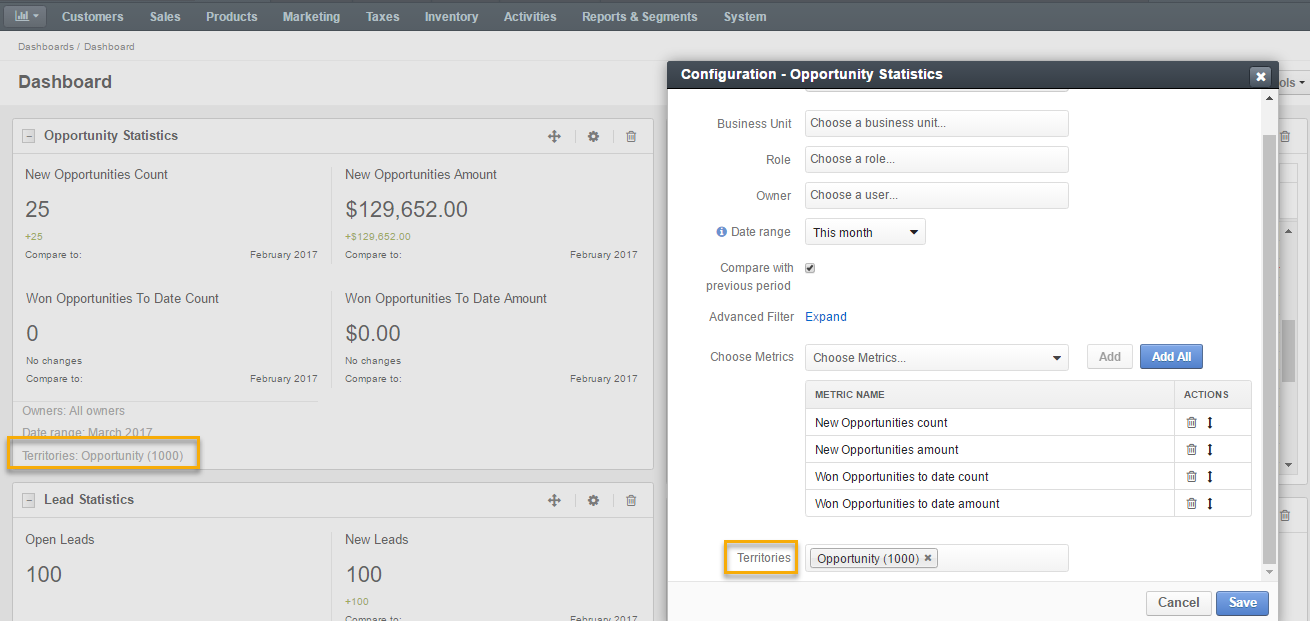 Customers Sales Products Marketing Taxes Inventory Activities Reports & Segments System
Dashboards / Dashboard
Dashboard
ols
Opportunity Statistics
New Opportunities Count New Opportunities Amount
25 $129,652.00
+25 +$129,652.00
Compare to: February 2017 Compare to: February 2017
Won Opportunities To Date Count Won Opportunities To Date Amount
0 $0.00
No changes No changes
Compare to: February 2017 Compare to: February 2017
Owners: All owners
Date range: March 2017
Territories: Opportunity (1000)
Lead Statistics
Open Leads New Leads
100 100
+100
Compare to: February 2017
Configuration - Opportunity Statistics
Business Unit Choose a business unit...
Role Choose a role...
Owner Choose a user...
Date range This month
Compare with
previous period
Advanced Filter Expand
Choose Metrics Choose Metrics... Add Add All
METRIC NAME ACTIONS
New Opportunities count
New Opportunities amount
Won Opportunities to date count
Won Opportunities to date amount
Territories Opportunity (1000)
Cancel Save